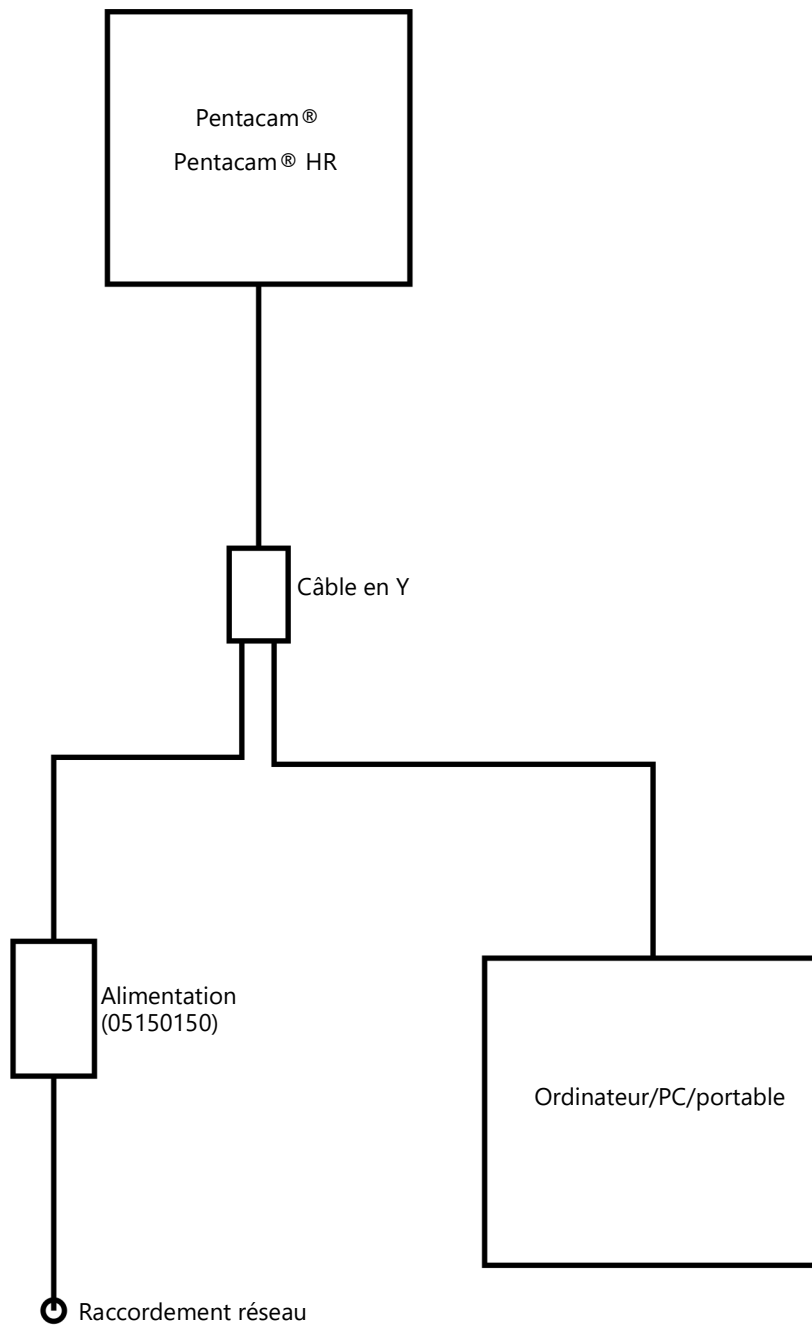 Pentacam®
Pentacam® HR
Câble en Y
Alimentation
(05150150)
Ordinateur/PC/portable
Raccordement réseau